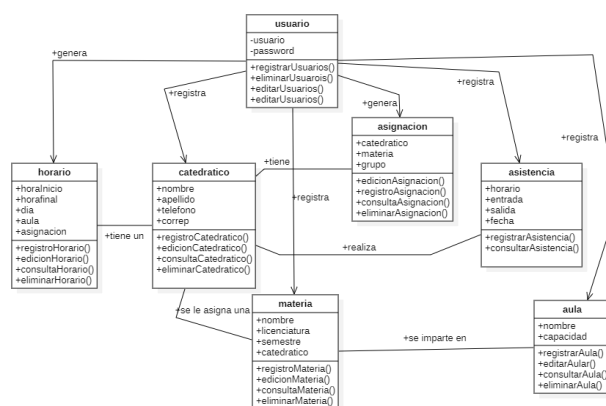 usuario
-usuario
-password
+registrarUsuarios()
+eliminarUsuarois()
+editarUsuarios()
+editarUsuarios()
+genera
+registra
+genera
+registra
+registra
+registra
asignacion
+catedratico
+materia
+grupo
+edicionAsignacion()
+registroAsignacion()
+consultaAsignacion()
+eliminarAsignacion()
horario
+horaInicio
+horafinal
+dia
+aula
+asignacion
+registroHorario()
+edicionHorario()
+consultaHorario()
+eliminarHorario()
+tiene un
catedratico
+nombre
+apellido
+telefono
+correp
+registroCatedratico()
+edicionCatedratico()
+consultaCatedratico()
+eliminarCatedratico()
+tiene
+realiza
asistencia
+horario
+entrada
+salida
+fecha
+registrarAsistencia()
+consultarAsistencia()
+se le asigna una
materia
+nombre
+licenciatura
+semestre
+catedratico
+registroMateria()
+edicionMateria()
+consultaMateria()
+eliminarMateria()
+se imparte en
aula
+nombre
+capacidad
+registrarAula()
+editarAular()
+consultarAula()
+eliminarAula()